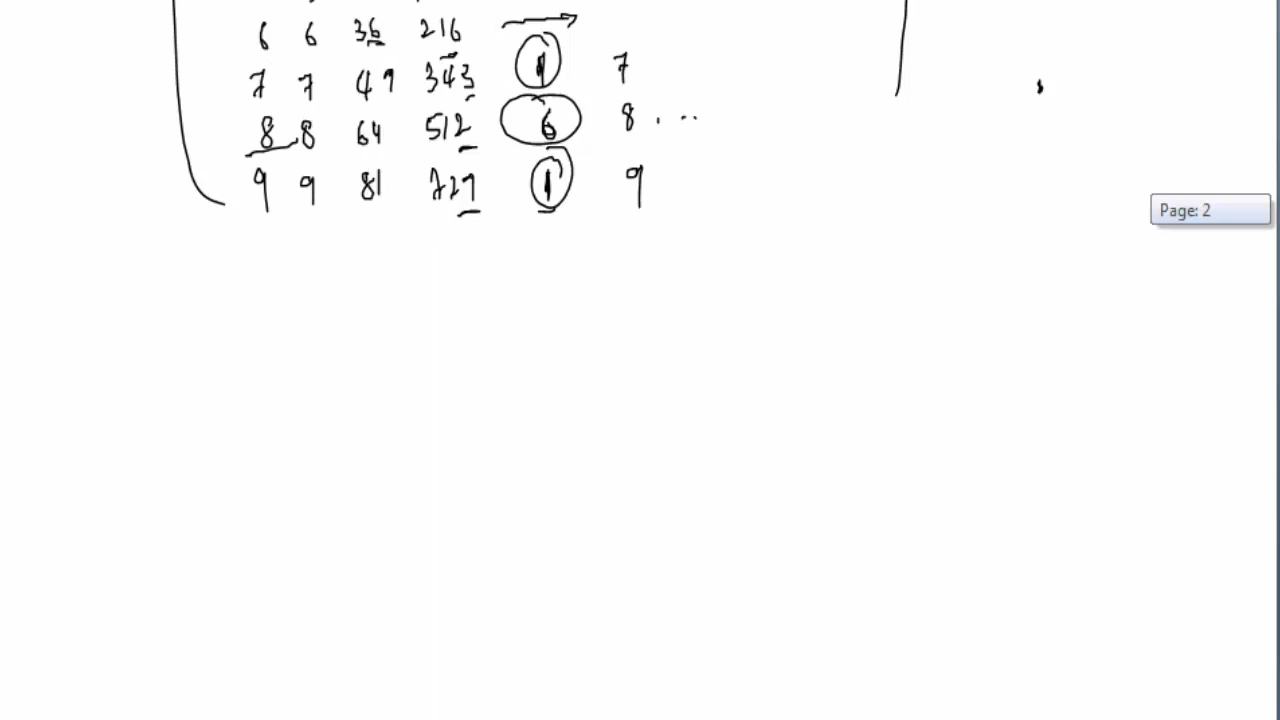 6 6 36 216
7 7 49 343 1 7
8 8 64 512 6 8 . ..
9 9 81 729 1 9
Page: 2